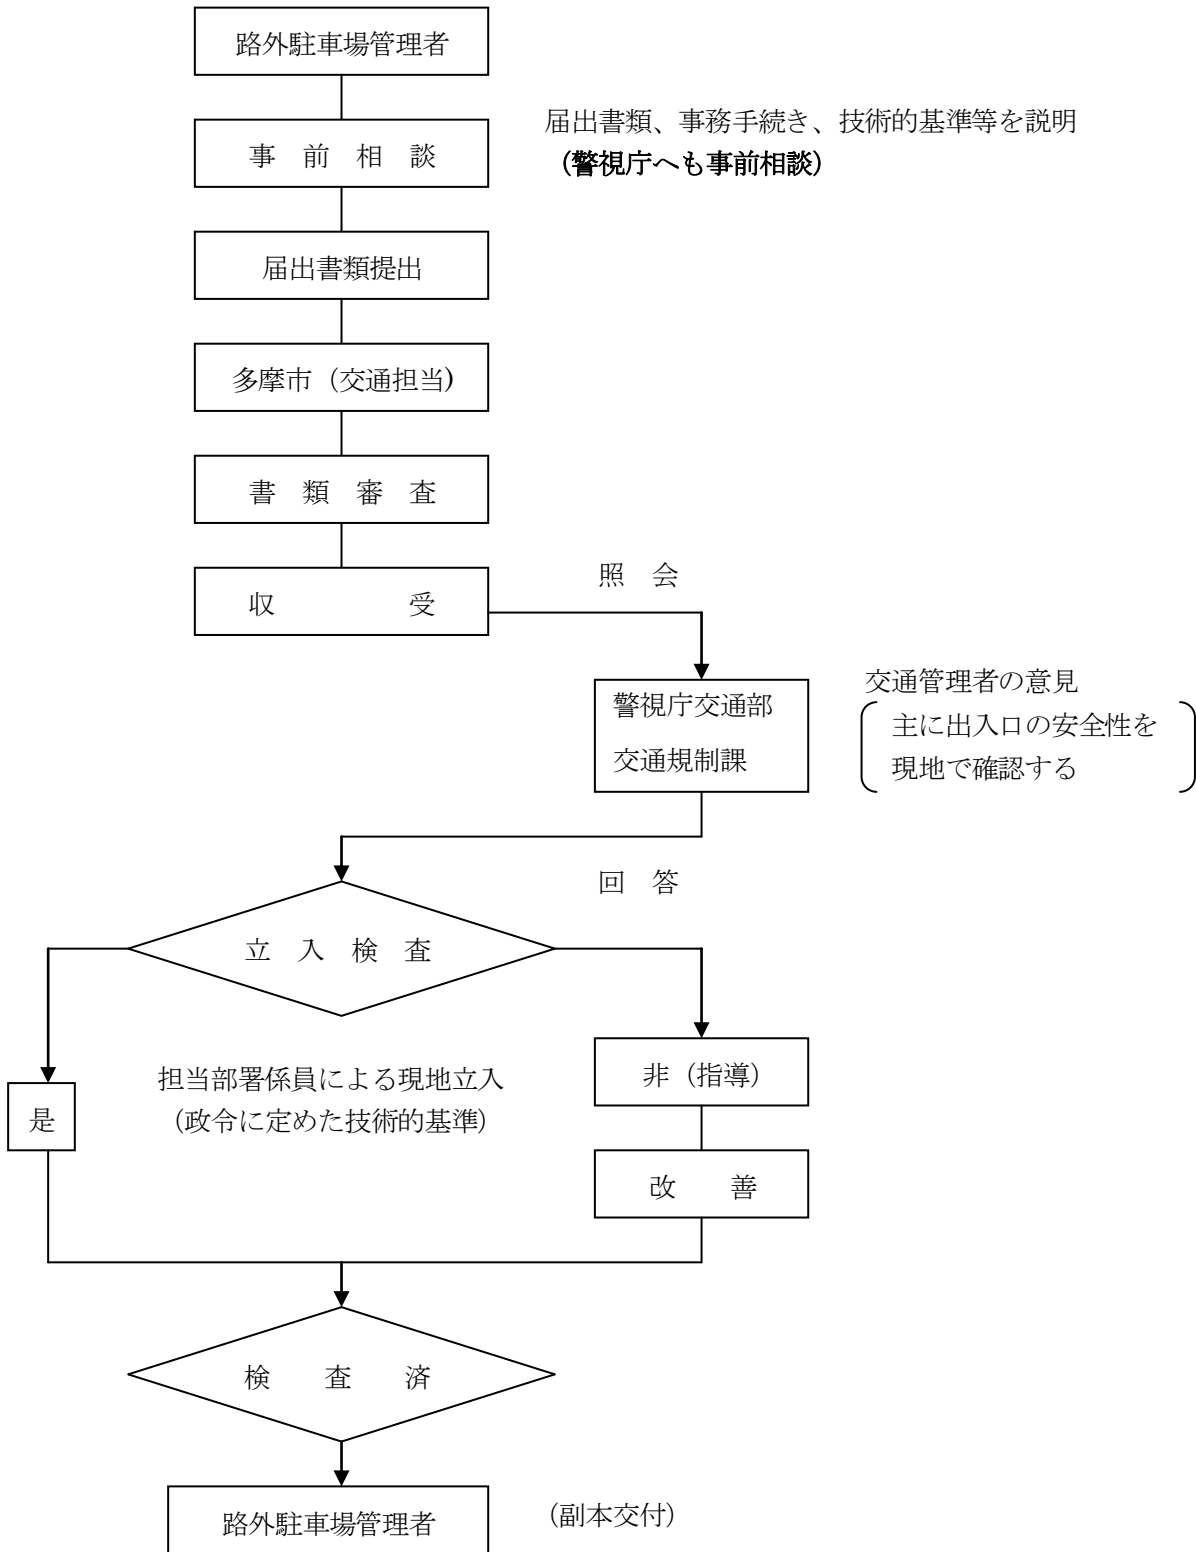 路外駐車場管理者
事　前　相　談
届出書類、事務手続き、技術的基準等を説明
（警視庁へも事前相談）
届出書類提出
多摩市（交通担当）
書　類　審　査
収　　　　　受
照　会
警視庁交通部
交通規制課
交通管理者の意見
主に出入口の安全性を
現地で確認する
回　答
立　入　検　査
是
担当部署係員による現地立入
（政令に定めた技術的基準）
非（指導）
改　　善
検　　査　　済
路外駐車場管理者
（副本交付）